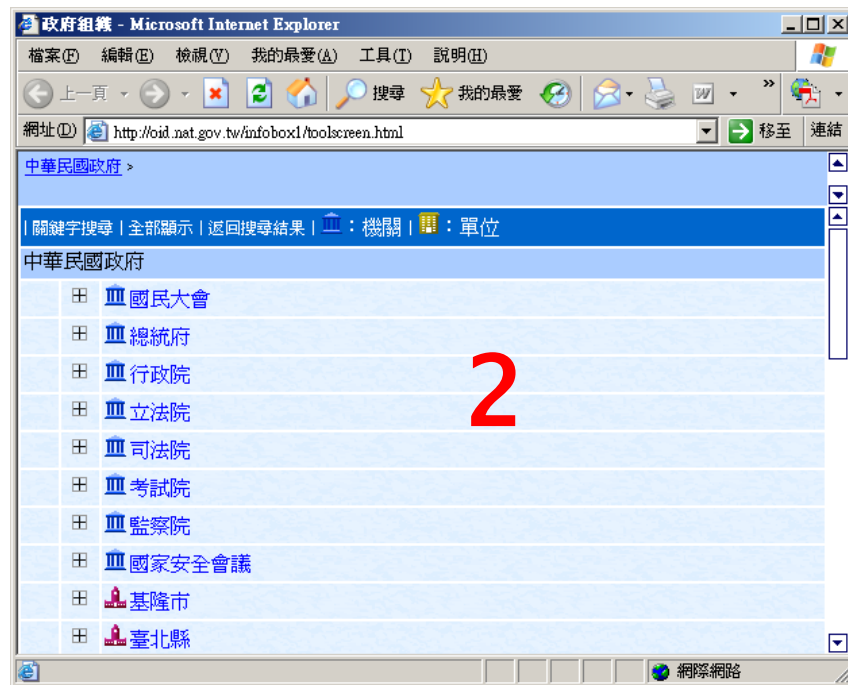 政府組織 - Microsoft Internet Explorer
檔案(F) 編輯(E) 檢視(V) 我的最愛(A) 工具(T) 說明(H)
上一頁 搜尋 我的最愛 »
網址(D) http://oid.nat.gov.tw/infobox1/toolscreen.html 移至 連結
中華民國政府 >
| 關鍵字搜尋 | 全部顯示 | 返回搜尋結果 | ：機關 | ：單位
中華民國政府
國民大會
總統府
行政院
2
立法院
司法院
考試院
監察院
國家安全會議
基隆市
臺北縣
網際網路